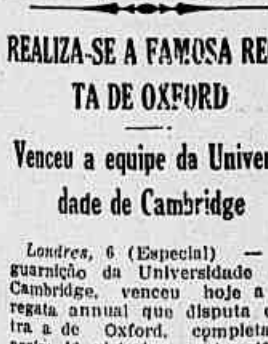 REALIZA-SE A FAMOSA RE
TA DE OXFORD
Venceu a equipe da Univer
dade de Cambridge
Londres, 6 (Especial) —
guarnição da Universidade
Cambridge, venceu hoje a
regata annual que disputa
tra a de Oxford, completa